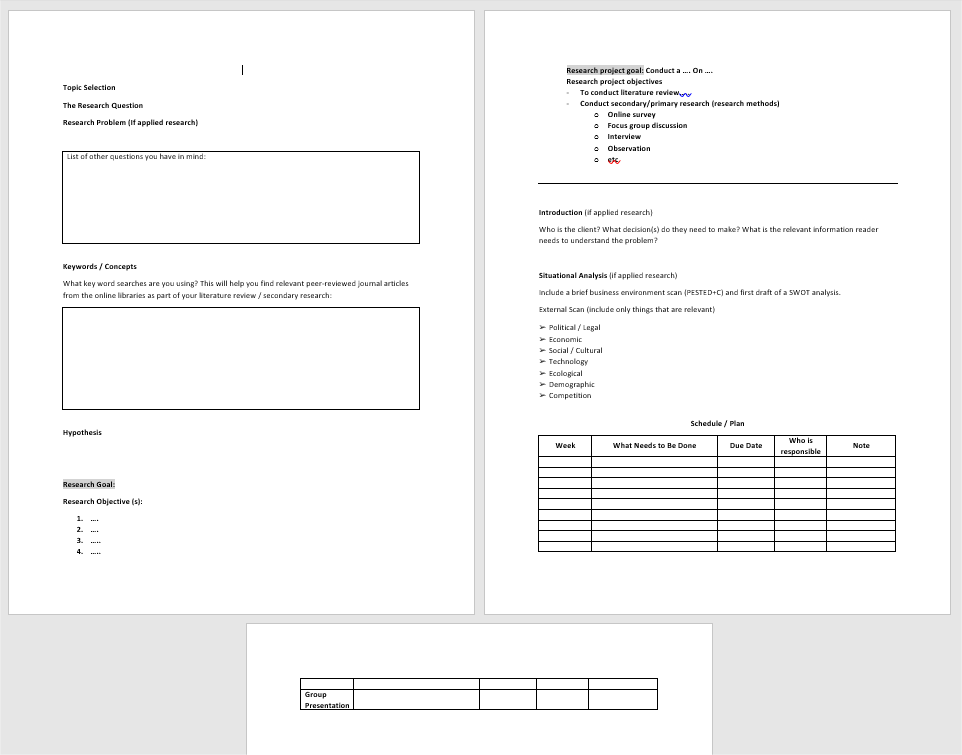 Topic Selection
The Research Question
Research Problem (If applied research)
List of other questions you have in mind:
Keywords / Concepts
What key word searches are you using? This will help you find relevant peer-reviewed journal articles
from the online libraries as part of your literature review / secondary research:
Hypothesis
Research Goal:
Research Objective (s):
1. ....
2. ....
3. .....
4. .....
Research project goal: Conduct a .... On ....
Research project objectives
- To conduct literature review,
- Conduct secondary/primary research (research methods)
o Online survey
o Focus group discussion
o Interview
o Observation
o etc.
Introduction (if applied research)
Who is the client? What decision(s) do they need to make? What is the relevant information reader
needs to understand the problem?
Situational Analysis (if applied research)
Include a brief business environment scan (PESTED+C) and first draft of a SWOT analysis.
External Scan (include only things that are relevant)
➢ Political / Legal
➢ Economic
➢ Social / Cultural
➢ Technology
➢ Ecological
➢ Demographic
➢ Competition
Schedule / Plan
Week What Needs to Be Done Due Date Who is responsible Note
Group
Presentation